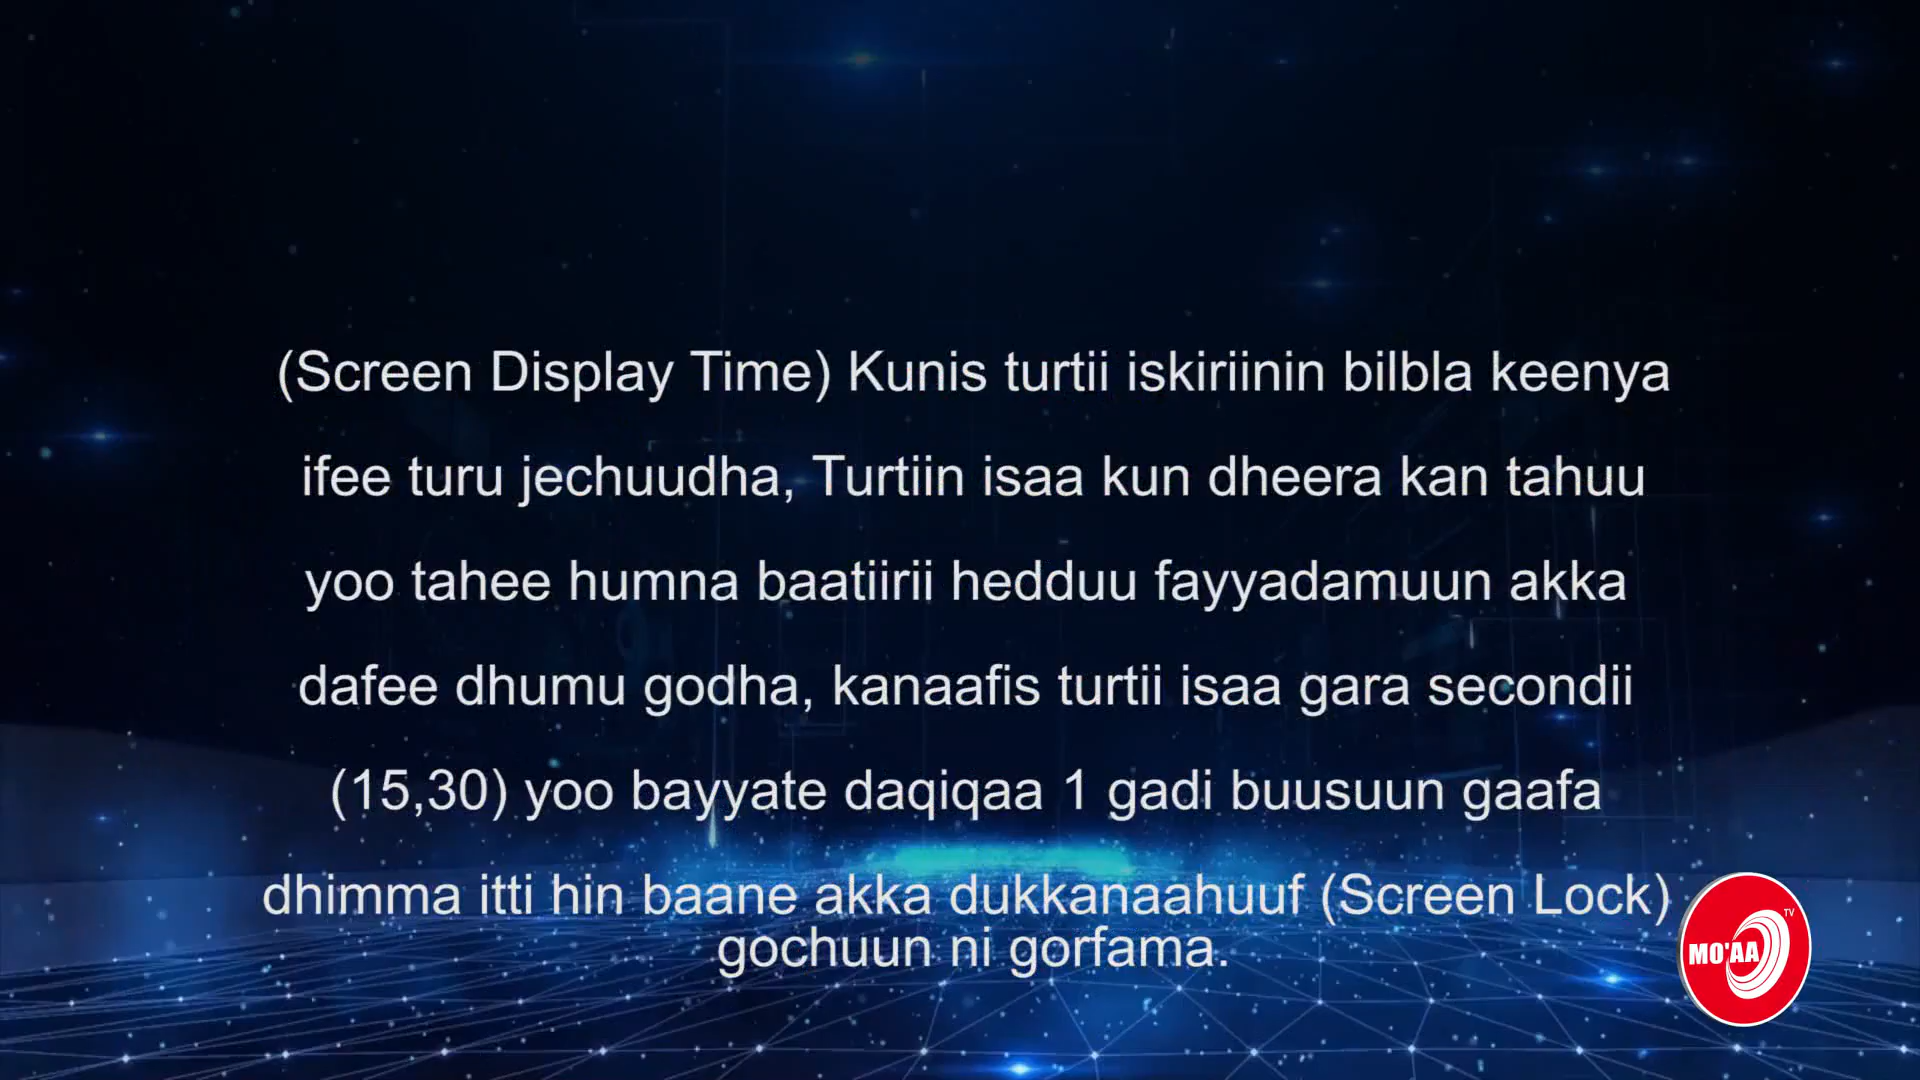 (Screen Display Time) Kunis turtii iskiriinin bilbla keenya
ifee turu jechuudha, Turtiin isaa kun dheera kan tahuu
yoo tahee humna baatiirii hedduu fayyadamuun akka
dafee dhumu godha, kanaafis turtii isaa gara secondii
(15,30) yoo bayyate daqiqaa 1 gadi buusuun gaafa
dhimma itti hin baane akka dukkanaahuuf (Screen Lock)
gochuun ni gorfama.
MO'AA TV